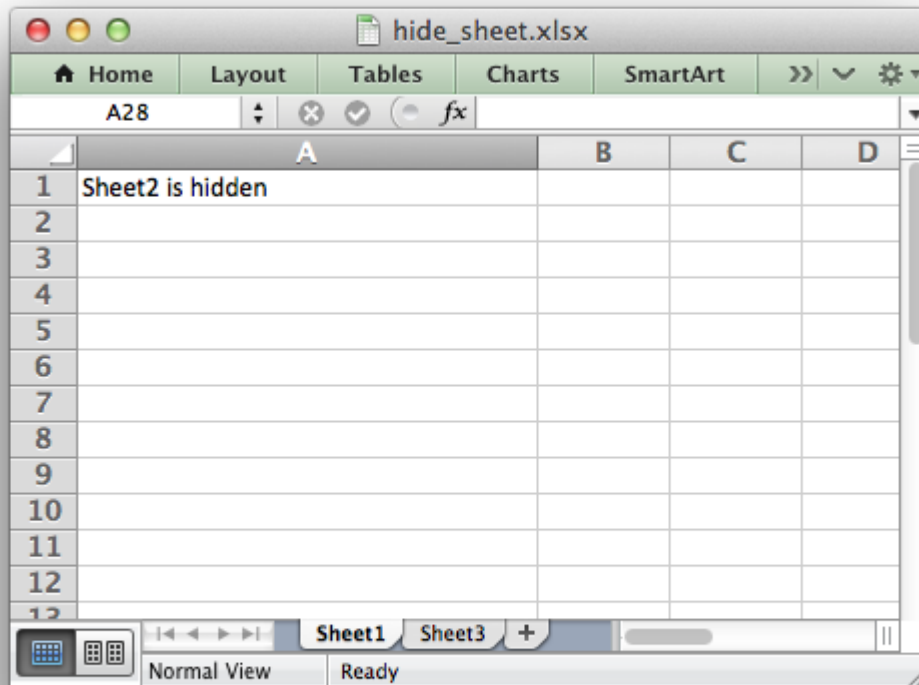 hide_sheet.xlsx
Home Layout Tables Charts SmartArt
A28 fx
A B C D
1 Sheet2 is hidden
2
3
4
5
6
7
8
9
10
11
12
13
Sheet1 Sheet3 +
Normal View Ready